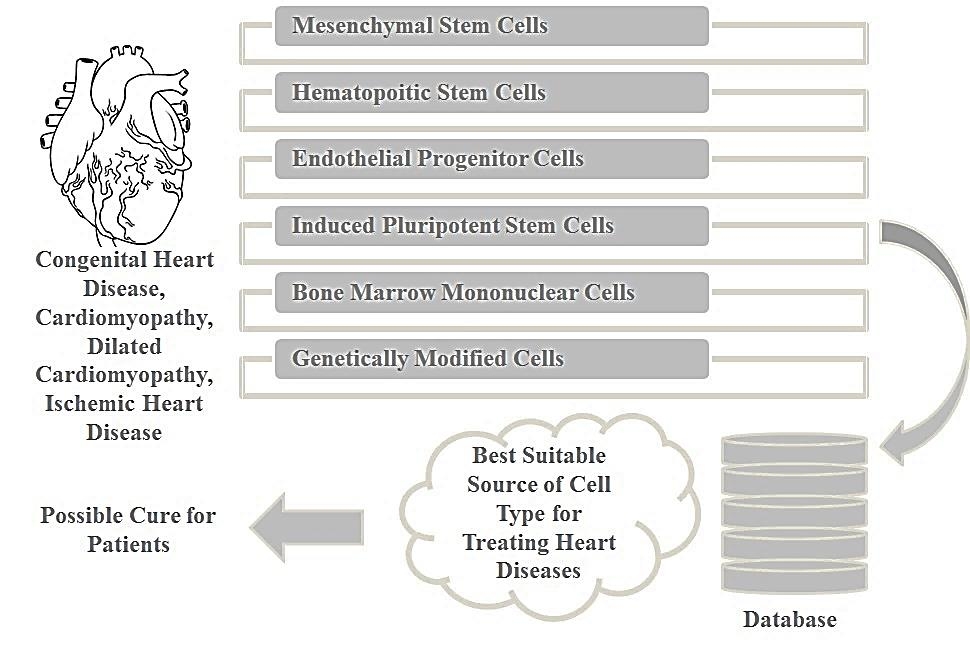 Mesenchymal Stem Cells
Hematopoitic Stem Cells
Endothelial Progenitor Cells
Induced Pluripotent Stem Cells
Bone Marrow Mononuclear Cells
Genetically Modified Cells
Congenital Heart
Disease,
Cardiomyopathy,
Dilated
Cardiomyopathy,
Ischemic Heart
Disease
Best Suitable
Source of Cell
Type for
Treating Heart
Diseases
Possible Cure for
Patients
Database